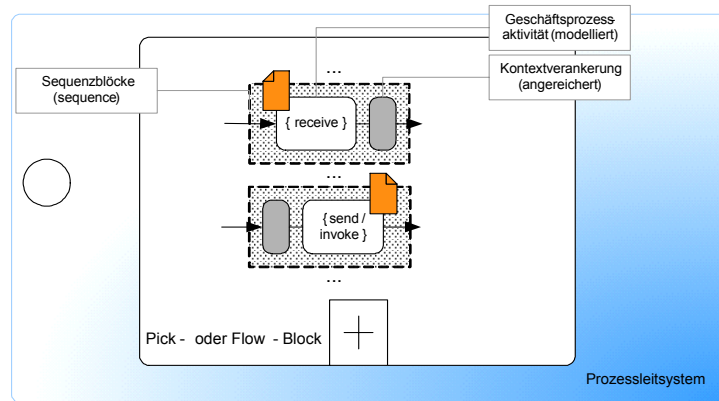 Geschäftsprozess-
aktivität (modelliert)
Sequenzblöcke
(sequence)
Kontextverankerung
(angereichert)
...
{ receive }
...
{ send /
invoke }
...
Pick - oder Flow - Block
Prozessleitsystem